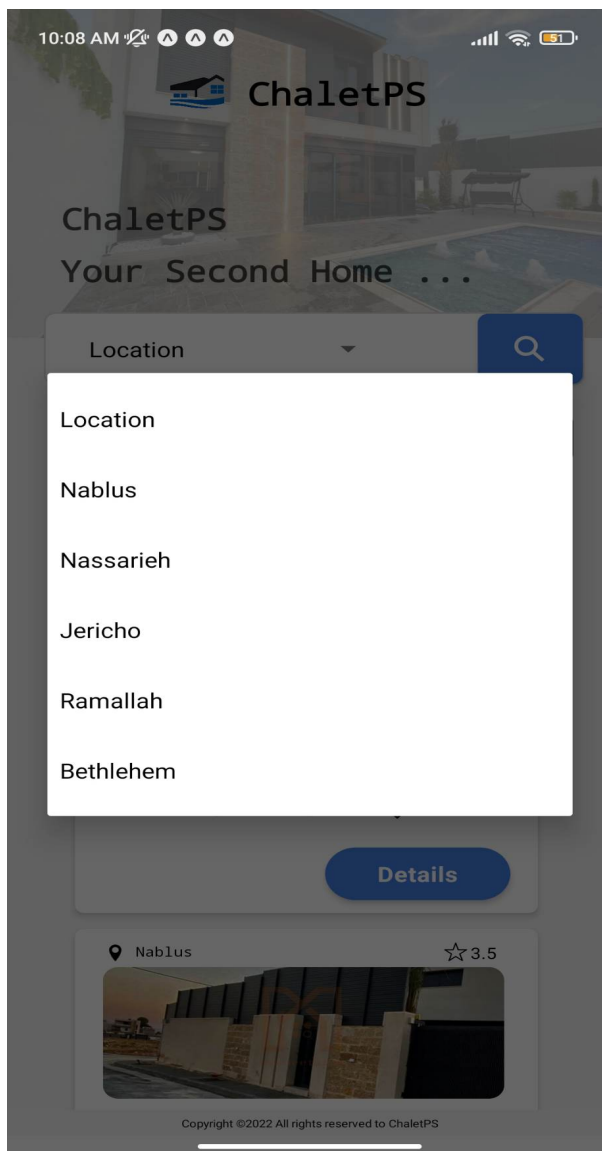 10:08 AM
51
ChaletPS
ChaletPS
Your Second Home ...
Location
Location
Nablus
Nassarieh
Jericho
Ramallah
Bethlehem
Details
Nablus
3.5
Copyright ©2022 All rights reserved to ChaletPS